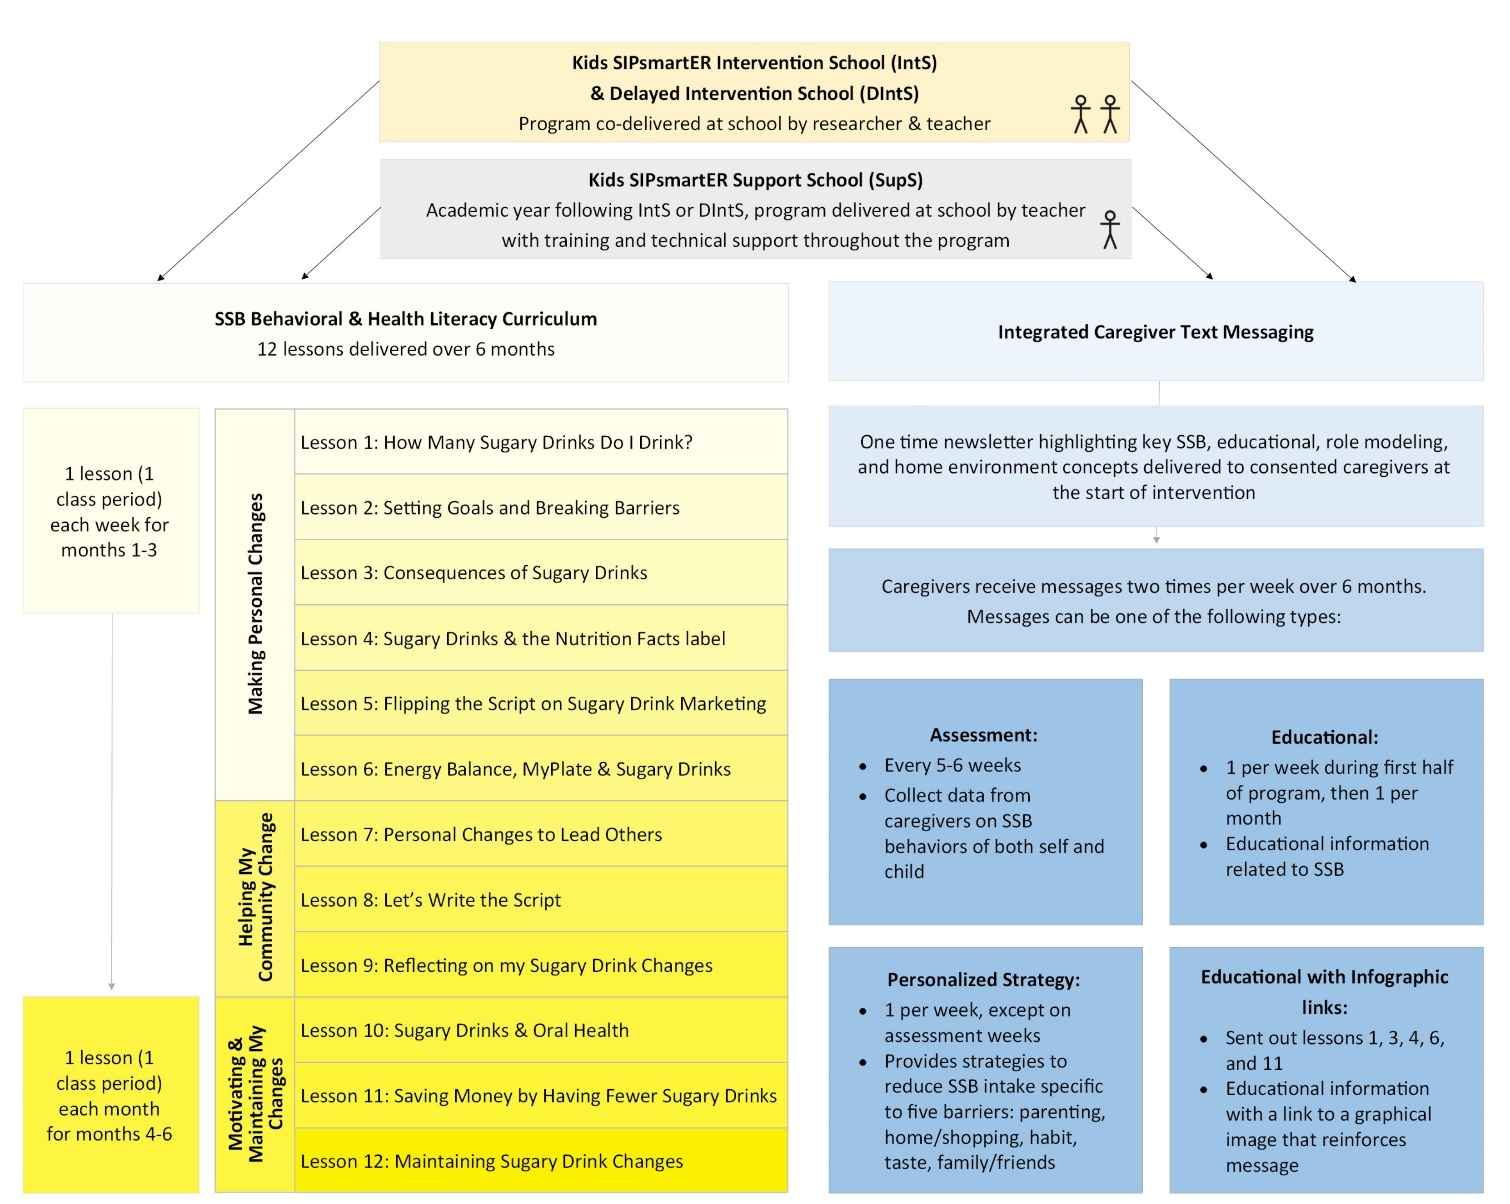 Kids SIPsmartER Intervention School (IntS)
& Delayed Intervention School (DIntS)
Program co-delivered at school by researcher & teacher
Kids SIPsmartER Support School (SupS)
Academic year following IntS or DIntS, program delivered at school by teacher
with training and technical support throughout the program
SSB Behavioral & Health Literacy Curriculum
12 lessons delivered over 6 months
1 lesson (1
class period)
each week for
months 1-3
1 lesson (1
class period)
each month
for months 4-6
Making Personal Changes
Lesson 1: How Many Sugary Drinks Do I Drink?
Lesson 2: Setting Goals and Breaking Barriers
Lesson 3: Consequences of Sugary Drinks
Lesson 4: Sugary Drinks & the Nutrition Facts label
Lesson 5: Flipping the Script on Sugary Drink Marketing
Lesson 6: Energy Balance, MyPlate & Sugary Drinks
Helping My
Community Change
Lesson 7: Personal Changes to Lead Others
Lesson 8: Let’s Write the Script
Lesson 9: Reflecting on my Sugary Drink Changes
Motivating &
Maintaining My
Changes
Lesson 10: Sugary Drinks & Oral Health
Lesson 11: Saving Money by Having Fewer Sugary Drinks
Lesson 12: Maintaining Sugary Drink Changes
Integrated Caregiver Text Messaging
One time newsletter highlighting key SSB, educational, role modeling,
and home environment concepts delivered to consented caregivers at
the start of intervention
Caregivers receive messages two times per week over 6 months.
Messages can be one of the following types:
Assessment:
• Every 5-6 weeks
• Collect data from
caregivers on SSB
behaviors of both self and
child
Educational:
• 1 per week during first half
of program, then 1 per
month
• Educational information
related to SSB
Personalized Strategy:
• 1 per week, except on
assessment weeks
• Provides strategies to
reduce SSB intake specific
to five barriers: parenting,
home/shopping, habit,
taste, family/friends
Educational with Infographic
links:
• Sent out lessons 1, 3, 4, 6,
and 11
• Educational information
with a link to a graphical
image that reinforces
message